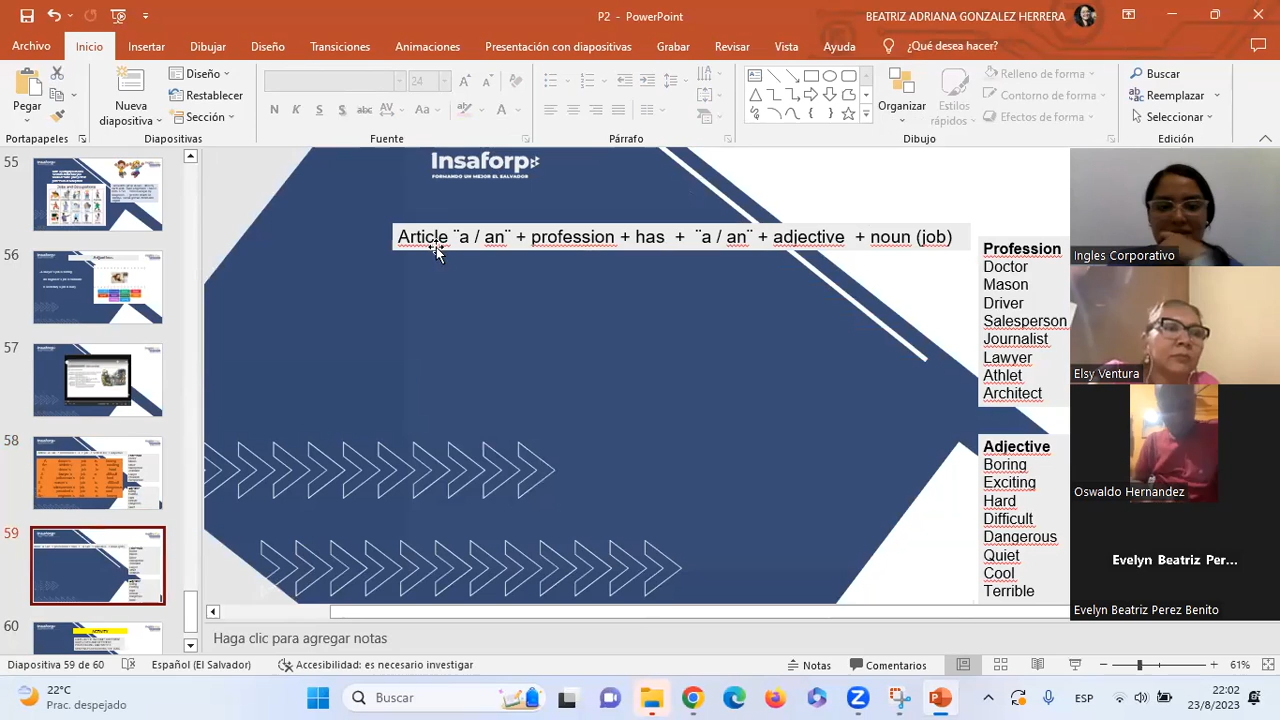 P2 - PowerPoint
BEATRIZ ADRIANA GONZALEZ HERRERA
Archivo Inicio Insertar Dibujar Diseño Transiciones Animaciones Presentación con diapositivas Grabar Revisar Vista Ayuda ¿Qué desea hacer?
Pegar
Nueva diapositiva
Diseño
Restablecer
Sección
24
N K S abc AV Aa A
Organizar
Estilos rápidos
Relleno de forma
Contorno de forma
Efectos de forma
Buscar
Reemplazar
Seleccionar
Portapapeles Diapositivas Fuente Párrafo Dibujo Edición
55
56
57
58
59
60
Insaforp
FORMANDO UN MEJOR EL SALVADOR
Article ¨a / an¨ + profession + has + ¨a / an¨ + adjective + noun (job)
Profession
Doctor
Mason
Driver
Salesperson
Journalist
Lawyer
Athlet
Architect
Adjective
Boring
Exciting
Hard
Difficult
Dangerous
Quiet
Cool
Terrible
Ingles Corporativo
Elsy Ventura
Oswaldo Hernandez
Evelyn Beatriz Per...
Evelyn Beatriz Perez Benito
Haga clic para agregar notas
Diapositiva 59 de 60 Español (El Salvador) Accesibilidad: es necesario investigar Notas Comentarios 61%
22°C
Prac. despejado
Buscar
ESP
22:02
23/8/2023